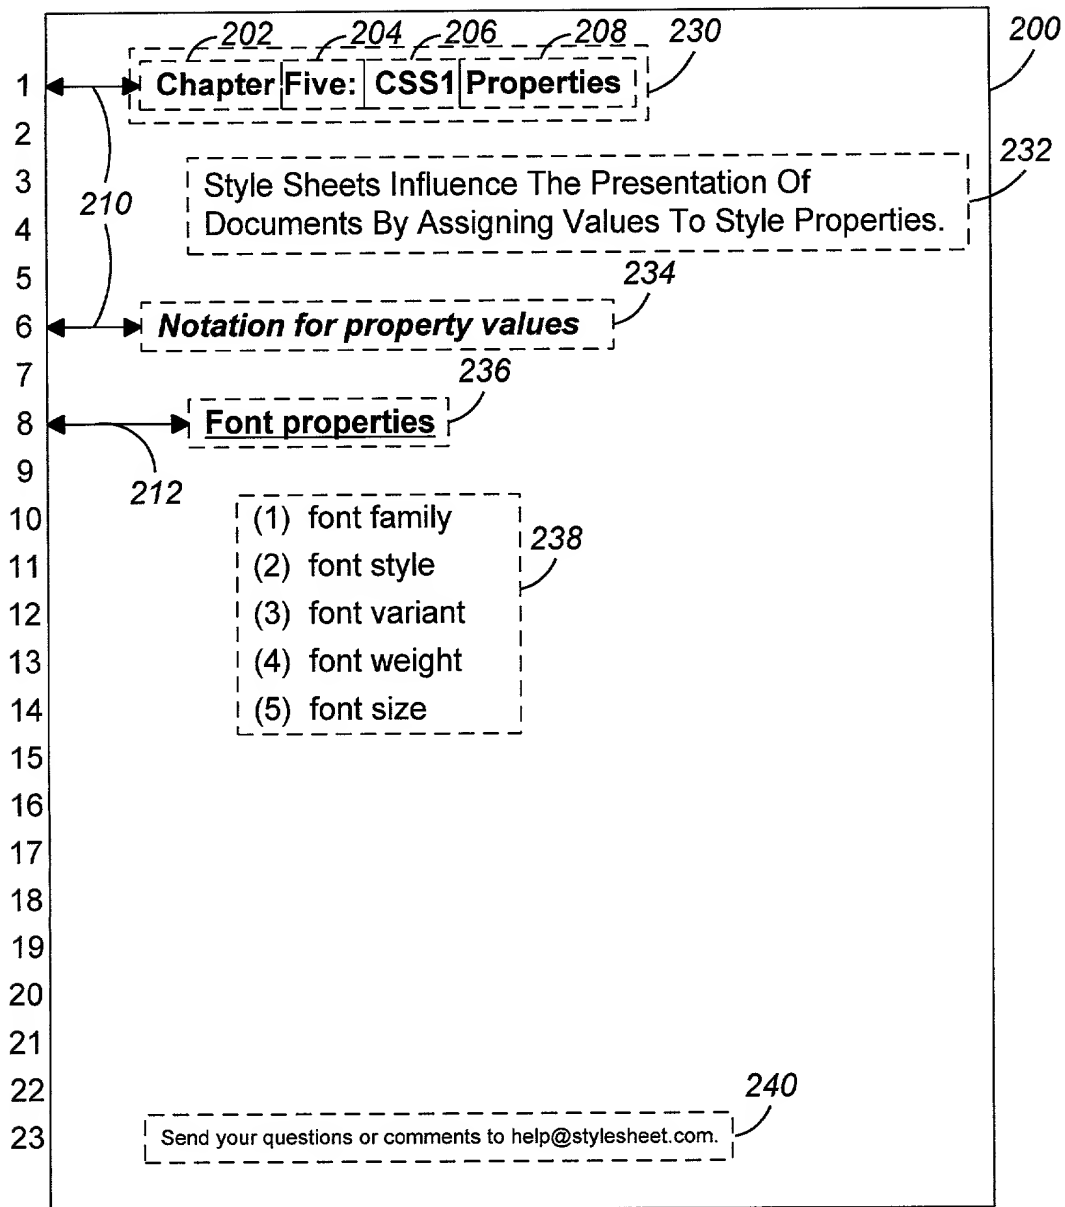 202 204 206 208 230 200
1 Chapter Five: CSS1 Properties
2
232
3 Style Sheets Influence The Presentation Of
210
4 Documents By Assigning Values To Style Properties.
5 234
6 Notation for property values
7 236
8 Font properties
9 212
10 (1) font family
238
11 (2) font style
12 (3) font variant
13 (4) font weight
14 (5) font size
15
16
17
18
19
20
21
22 240
23 Send your questions or comments to help@stylesheet.com.